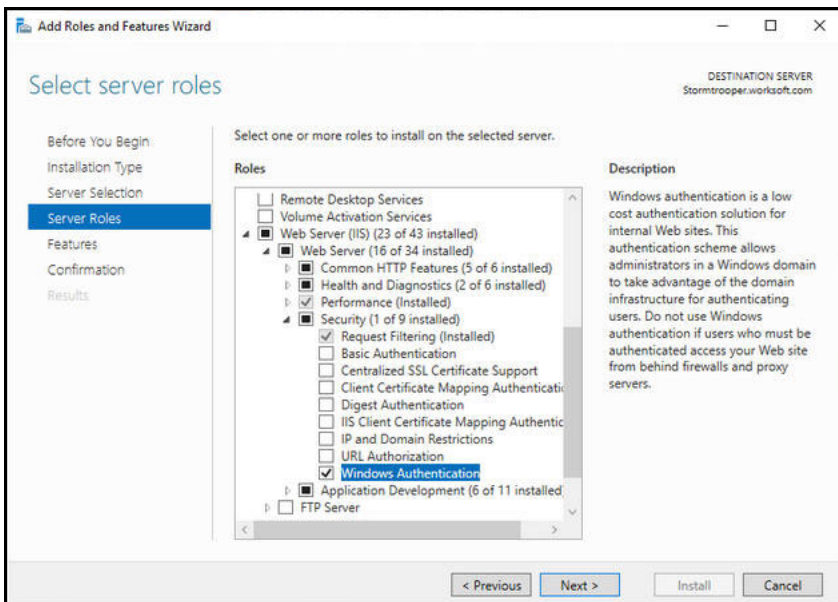 Add Roles and Features Wizard
Select server roles
DESTINATION SERVER
Stormtrooper.worksoft.com
Before You Begin
Installation Type
Server Selection
Server Roles
Features
Confirmation
Results
Select one or more roles to install on the selected server.
Roles
Remote Desktop Services
Volume Activation Services
Web Server (IIS) (23 of 43 installed)
Web Server (16 of 34 installed)
Common HTTP Features (5 of 6 installed)
Health and Diagnostics (2 of 6 installed)
Performance (Installed)
Security (1 of 9 installed)
Request Filtering (Installed)
Basic Authentication
Centralized SSL Certificate Support
Client Certificate Mapping Authenticatic
Digest Authentication
IIS Client Certificate Mapping Authentic
IP and Domain Restrictions
URL Authorization
Windows Authentication
Application Development (6 of 11 installed
FTP Server
Description
Windows authentication is a low
cost authentication solution for
internal Web sites. This
authentication scheme allows
administrators in a Windows domain
to take advantage of the domain
infrastructure for authenticating
users. Do not use Windows
authentication if users who must be
authenticated access your Web site
from behind firewalls and proxy
servers.
< Previous
Next >
Install
Cancel